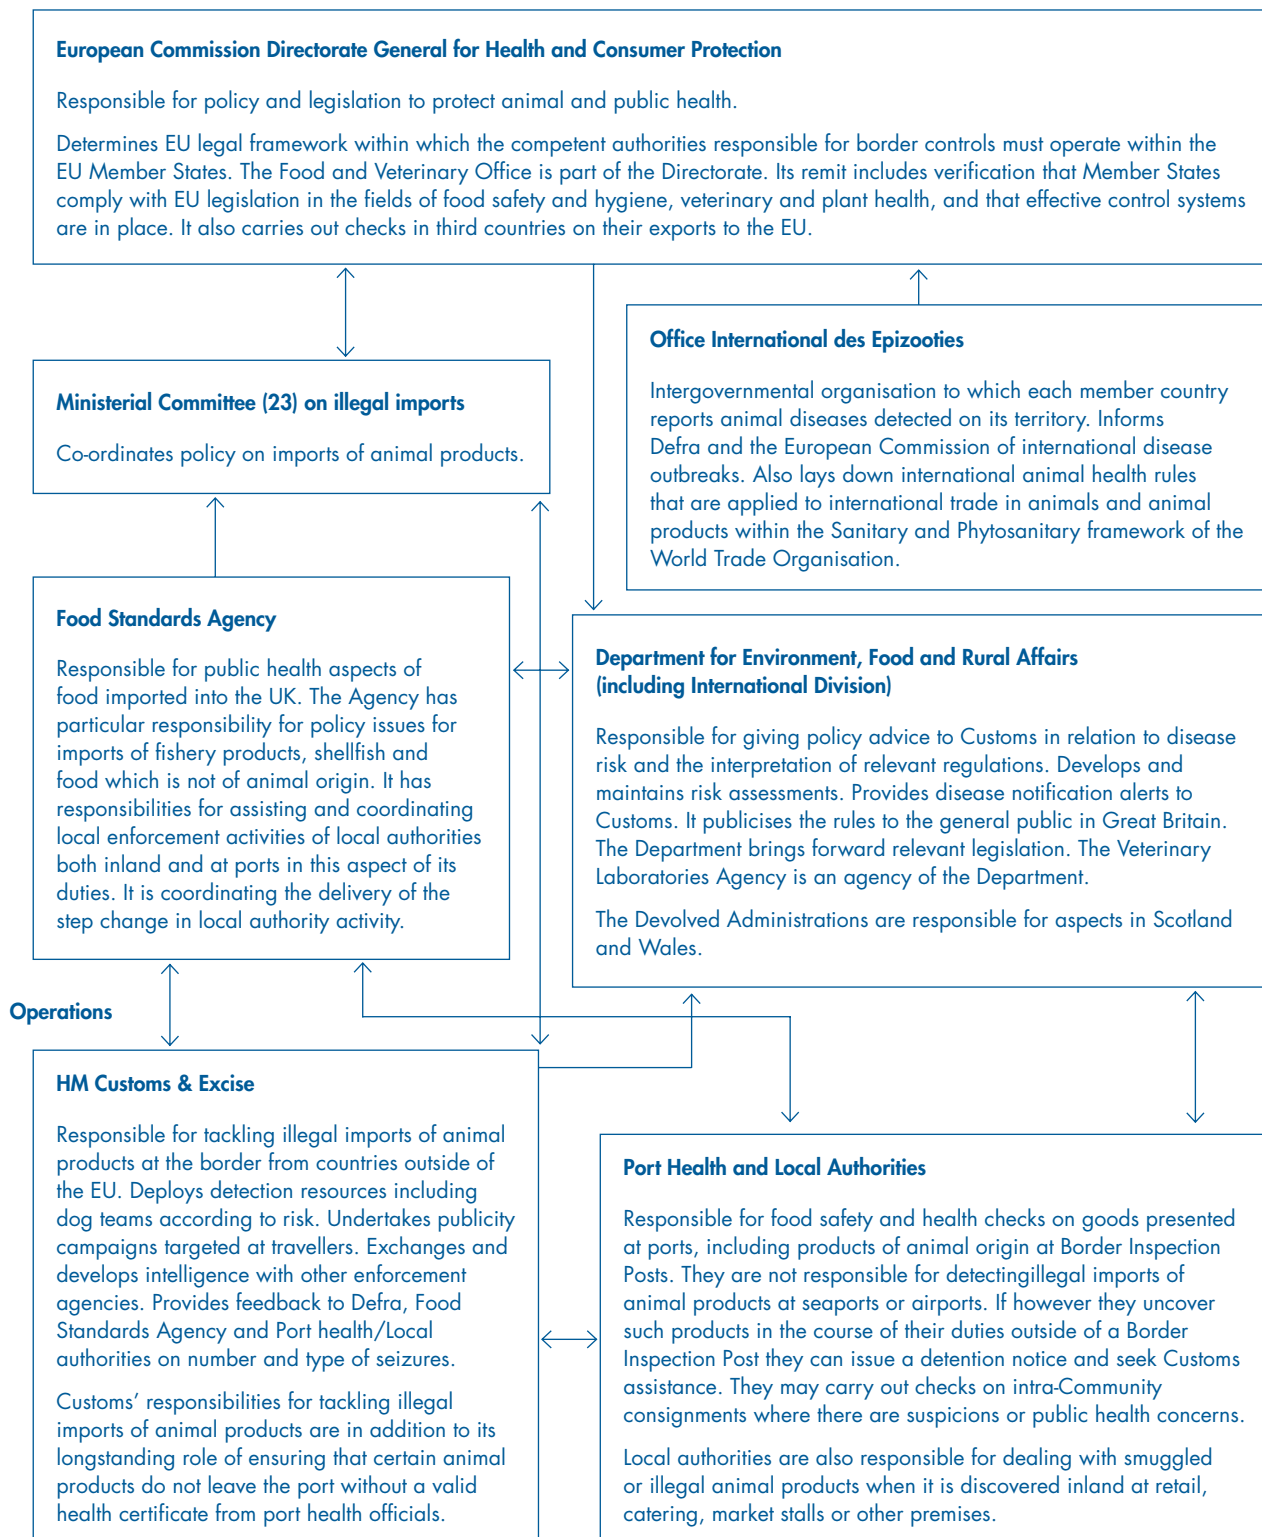 European Commission Directorate General for Health and Consumer Protection
Responsible for policy and legislation to protect animal and public health.
Determines EU legal framework within which the competent authorities responsible for border controls must operate within the
EU Member States. The Food and Veterinary Office is part of the Directorate. Its remit includes verification that Member States
comply with EU legislation in the fields of food safety and hygiene, veterinary and plant health, and that effective control systems
are in place. It also carries out checks in third countries on their exports to the EU.
Ministerial Committee (23) on illegal imports
Co-ordinates policy on imports of animal products.
Office International des Epizooties
Intergovernmental organisation to which each member country
reports animal diseases detected on its territory. Informs
Defra and the European Commission of international disease
outbreaks. Also lays down international animal health rules
that are applied to international trade in animals and animal
products within the Sanitary and Phytosanitary framework of the
World Trade Organisation.
Food Standards Agency
Responsible for public health aspects of
food imported into the UK. The Agency has
particular responsibility for policy issues for
imports of fishery products, shellfish and
food which is not of animal origin. It has
responsibilities for assisting and coordinating
local enforcement activities of local authorities
both inland and at ports in this aspect of its
duties. It is coordinating the delivery of the
step change in local authority activity.
Department for Environment, Food and Rural Affairs
(including International Division)
Responsible for giving policy advice to Customs in relation to disease
risk and the interpretation of relevant regulations. Develops and
maintains risk assessments. Provides disease notification alerts to
Customs. It publicises the rules to the general public in Great Britain.
The Department brings forward relevant legislation. The Veterinary
Laboratories Agency is an agency of the Department.
The Devolved Administrations are responsible for aspects in Scotland
and Wales.
Operations
HM Customs & Excise
Responsible for tackling illegal imports of animal
products at the border from countries outside of
the EU. Deploys detection resources including
dog teams according to risk. Undertakes publicity
campaigns targeted at travellers. Exchanges and
develops intelligence with other enforcement
agencies. Provides feedback to Defra, Food
Standards Agency and Port health/Local
authorities on number and type of seizures.
Customs’ responsibilities for tackling illegal
imports of animal products are in addition to its
longstanding role of ensuring that certain animal
products do not leave the port without a valid
health certificate from port health officials.
Port Health and Local Authorities
Responsible for food safety and health checks on goods presented
at ports, including products of animal origin at Border Inspection
Posts. They are not responsible for detectingillegal imports of
animal products at seaports or airports. If however they uncover
such products in the course of their duties outside of a Border
Inspection Post they can issue a detention notice and seek Customs
assistance. They may carry out checks on intra-Community
consignments where there are suspicions or public health concerns.
Local authorities are also responsible for dealing with smuggled
or illegal animal products when it is discovered inland at retail,
catering, market stalls or other premises.